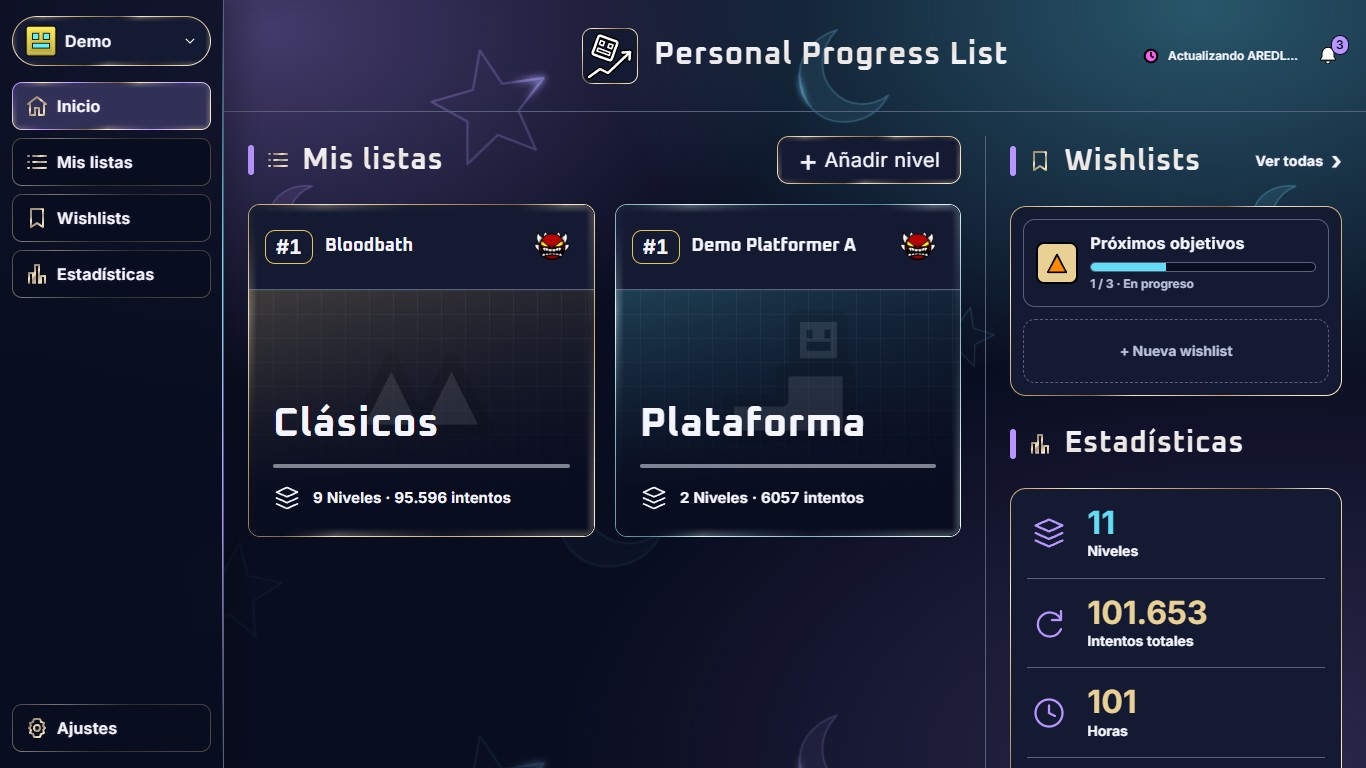 Demo
Inicio
Mis listas
Wishlists
Estadísticas
Ajustes
Personal Progress List
Actualizando AREDL...
3
Mis listas
+ Añadir nivel
#1 Bloodbath
Clásicos
9 Niveles · 95.596 intentos
#1 Demo Platformer A
Plataforma
2 Niveles · 6057 intentos
Wishlists
Ver todas
Próximos objetivos
1 / 3 · En progreso
+ Nueva wishlist
Estadísticas
11
Niveles
101.653
Intentos totales
101
Horas